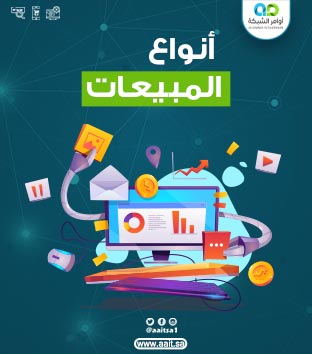 أوامر الشبكة
أنواع
المبيعات
@aaitsa1
www.aait.sa